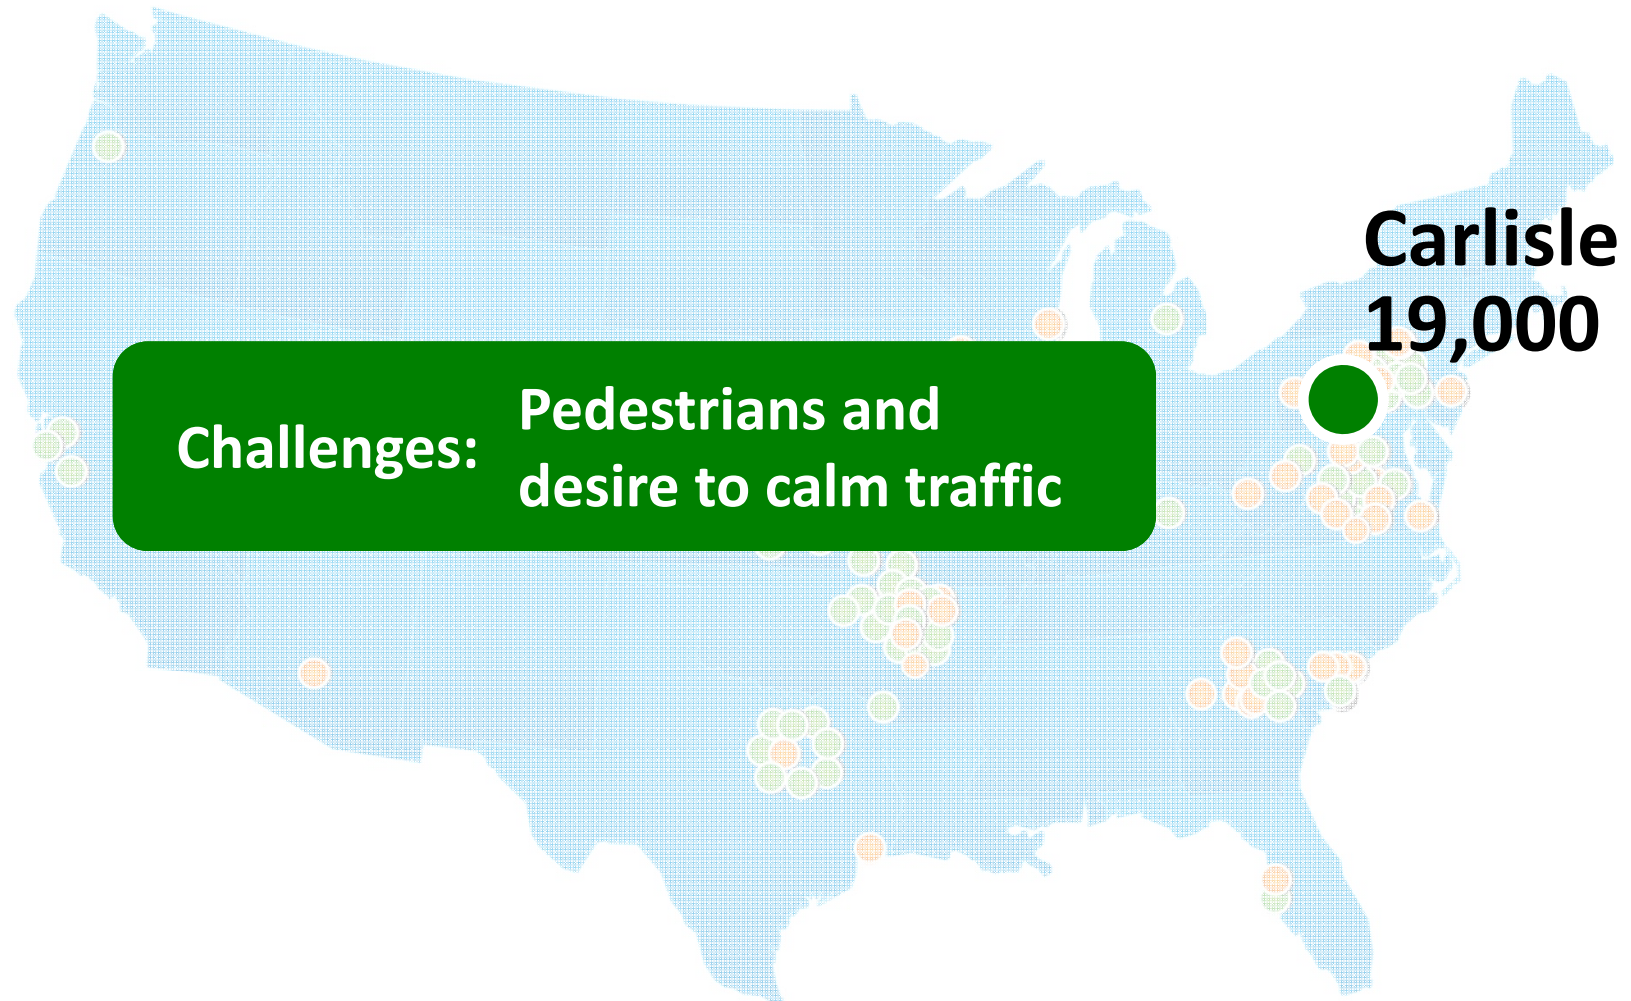 Carlisle
19,000
Challenges:
Pedestrians and
desire to calm traffic